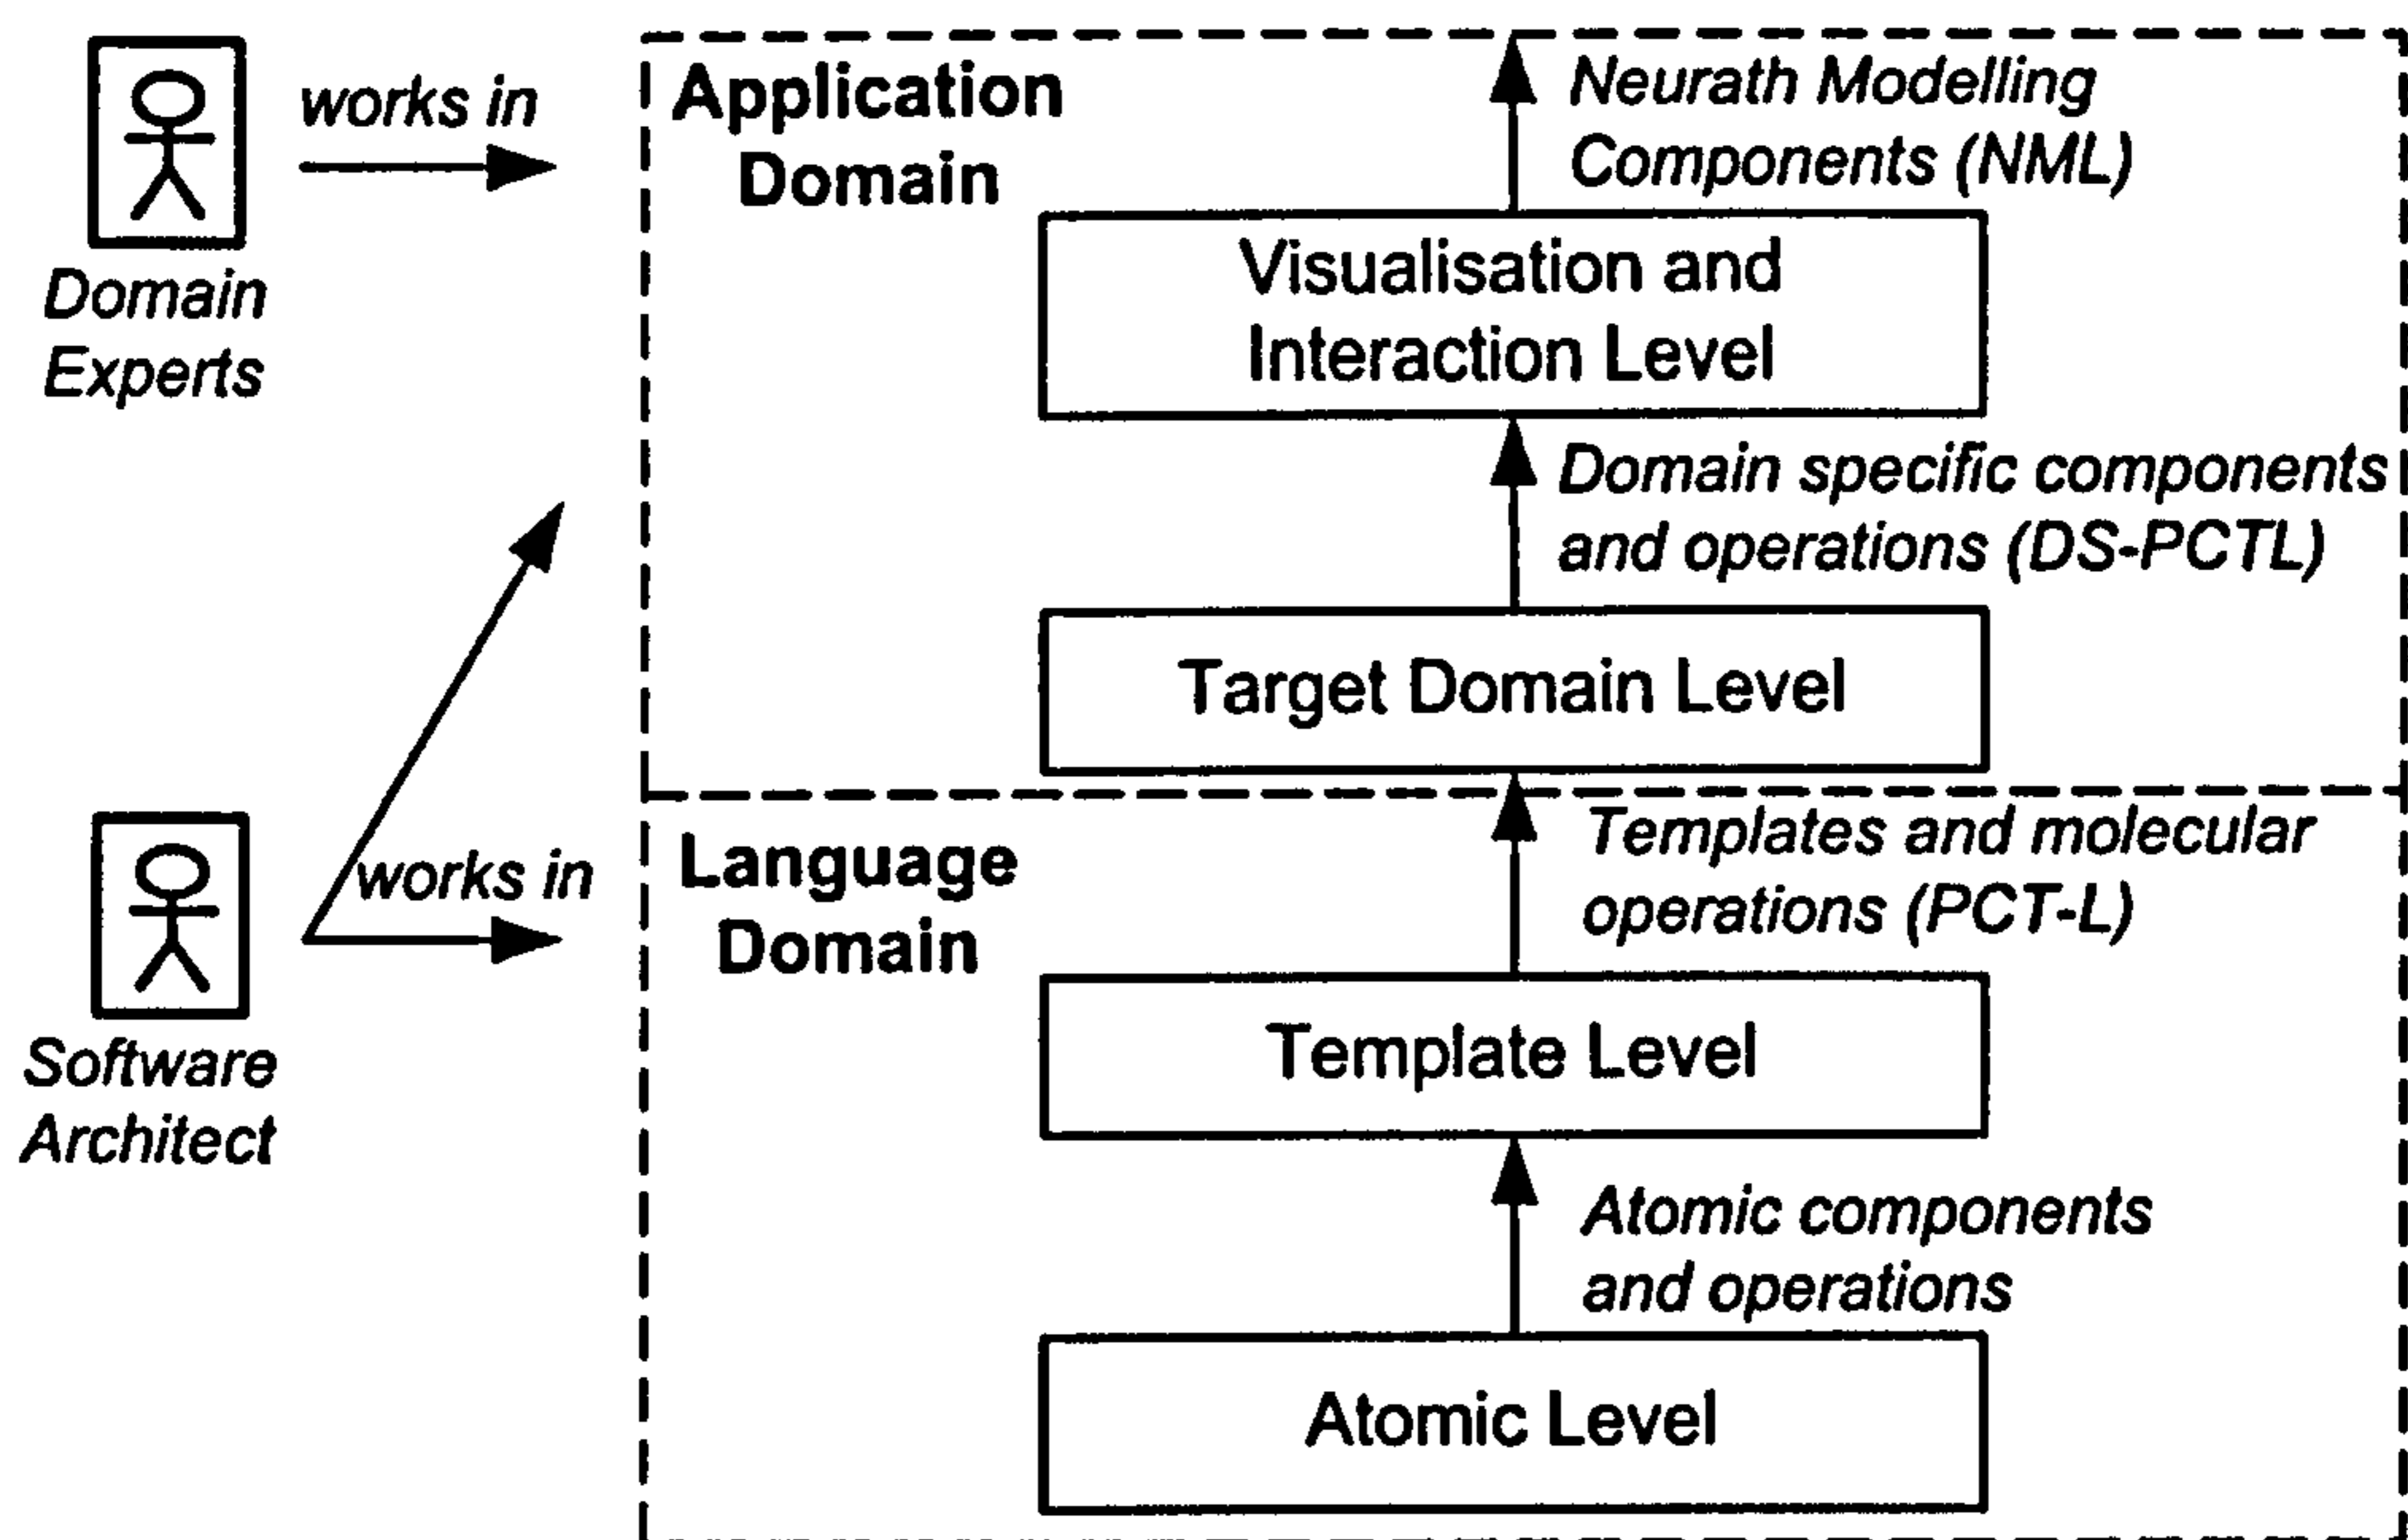 works in
Domain
Experts
works in
Software
Architect
Application
Domain
Neurath Modelling
Components (NML)
Visualisation and
Interaction Level
Domain specific components
and operations (DS-PCTL)
Target Domain Level
Language
Domain
Templates and molecular
operations (PCT-L)
Template Level
Atomic components
and operations
Atomic Level